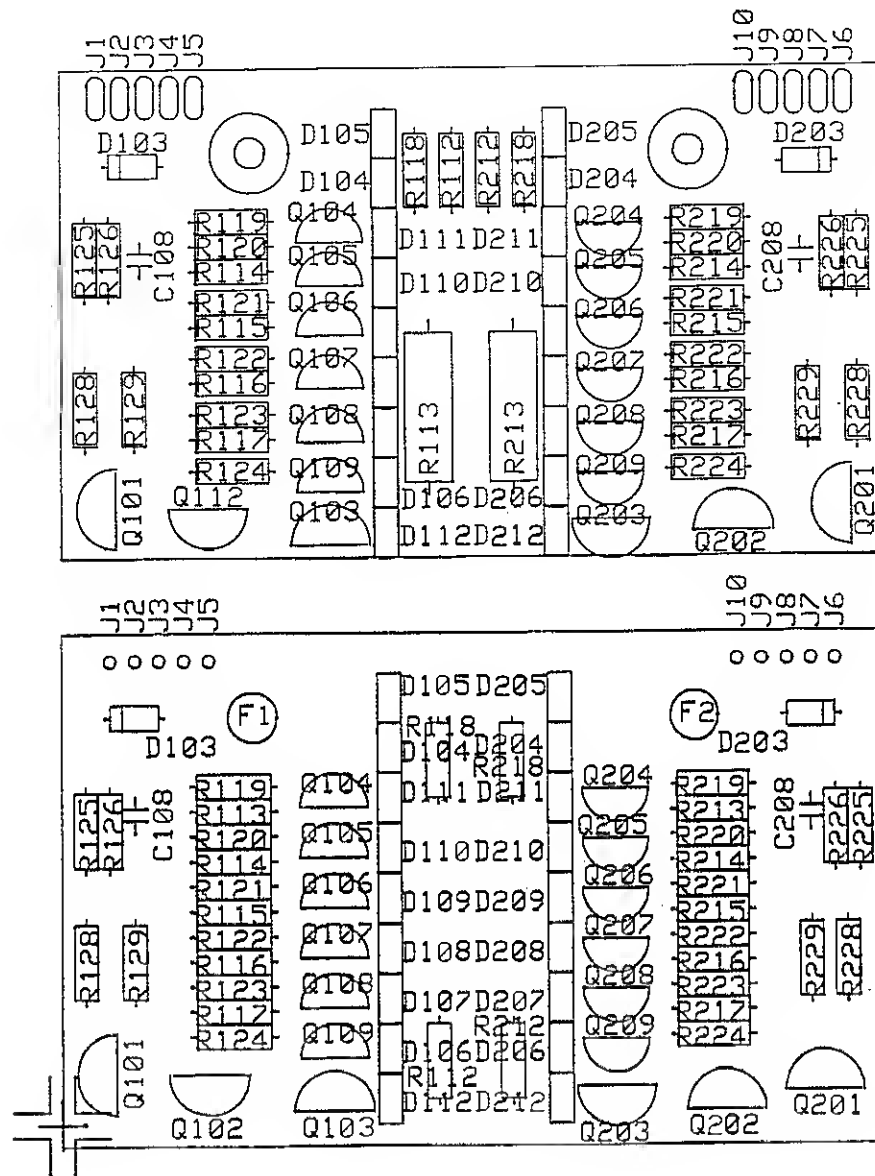 J1
J2
J3
J4
J5
J10
J9
J8
J7
J6
D103
D105
R118
R112
R212
R218
D205
D203
D104
D204
R125
R126
C108
R119
Q104
D111
D211
Q204
R219
C208
R226
R225
R120
R220
R114
Q105
D110
D210
Q205
R214
R121
Q106
Q206
R221
R115
R215
R122
Q107
Q207
R222
R116
R216
R128
R129
R113
R213
R229
R228
R123
Q108
Q208
R223
R117
R217
R124
Q109
Q209
R224
Q101
Q112
Q103
D106
D206
Q203
Q202
Q201
D112
D212
J1
J2
J3
J4
J5
J10
J9
J8
J7
J6
D105
D205
F1
F2
D103
R118
D203
D104
D204
R218
R125
R126
C108
R119
Q104
D111
D211
Q204
R219
C208
R226
R225
R113
R213
R120
Q105
Q205
R220
R114
D110
D210
R214
R121
Q106
Q206
R221
R115
D109
D209
R215
R128
R129
R122
Q107
Q207
R222
R229
R228
R116
D108
D208
R216
R123
Q108
Q208
R223
R117
D107
D207
R217
R124
Q109
R212
Q209
R224
D106
D206
R112
Q101
D112
D212
Q102
Q103
Q203
Q202
Q201